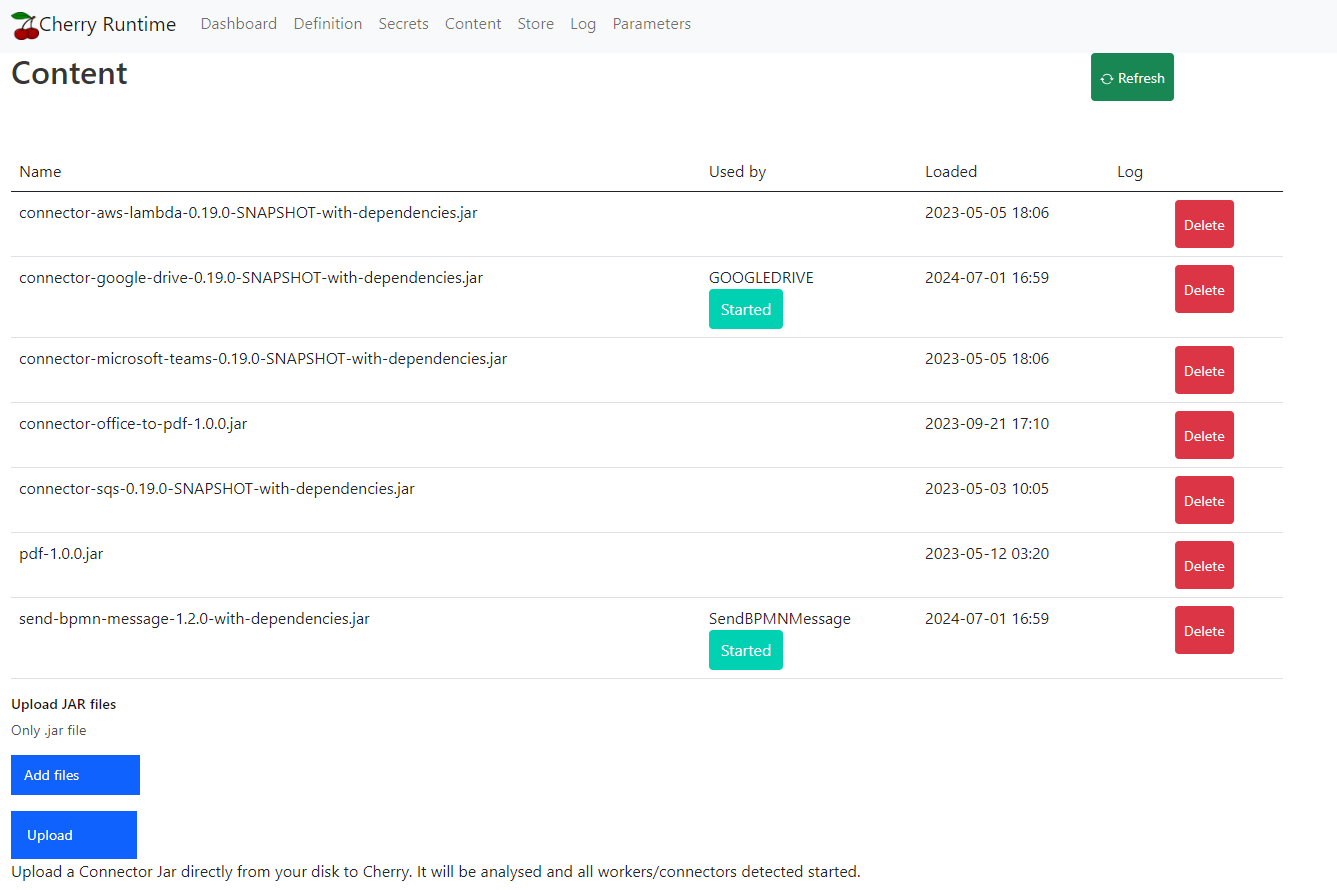 Cherry Runtime Dashboard Definition Secrets Content Store Log Parameters
Content
Refresh
Name Used by Loaded Log
connector-aws-lambda-0.19.0-SNAPSHOT-with-dependencies.jar 2023-05-05 18:06 Delete
connector-google-drive-0.19.0-SNAPSHOT-with-dependencies.jar GOOGLEDRIVE 2024-07-01 16:59 Delete
Started
connector-microsoft-teams-0.19.0-SNAPSHOT-with-dependencies.jar 2023-05-05 18:06 Delete
connector-office-to-pdf-1.0.0.jar 2023-09-21 17:10 Delete
connector-sqs-0.19.0-SNAPSHOT-with-dependencies.jar 2023-05-03 10:05 Delete
pdf-1.0.0.jar 2023-05-12 03:20 Delete
send-bpmn-message-1.2.0-with-dependencies.jar SendBPMNMessage 2024-07-01 16:59 Delete
Started
Upload JAR files
Only .jar file
Add files
Upload
Upload a Connector Jar directly from your disk to Cherry. It will be analysed and all workers/connectors detected started.